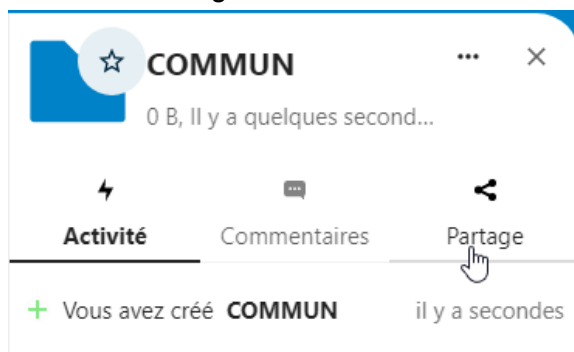 COMMUN
0 B, Il y a quelques second...
Activité Commentaires Partage
+ Vous avez créé COMMUN il y a secondes